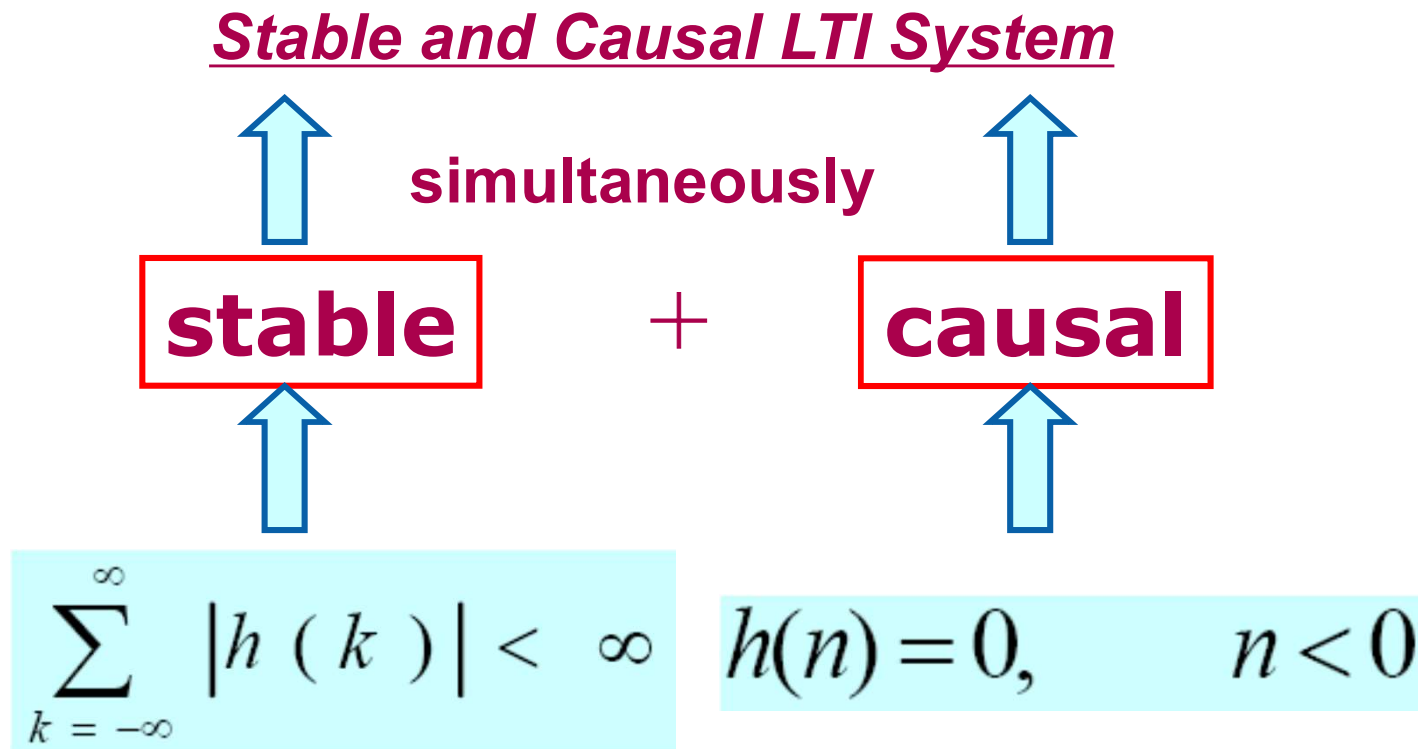 Stable and Causal LTI System
simultaneously
stable + causal
∞
∑ |h ( k )| < ∞
k = −∞
h(n) = 0, n < 0